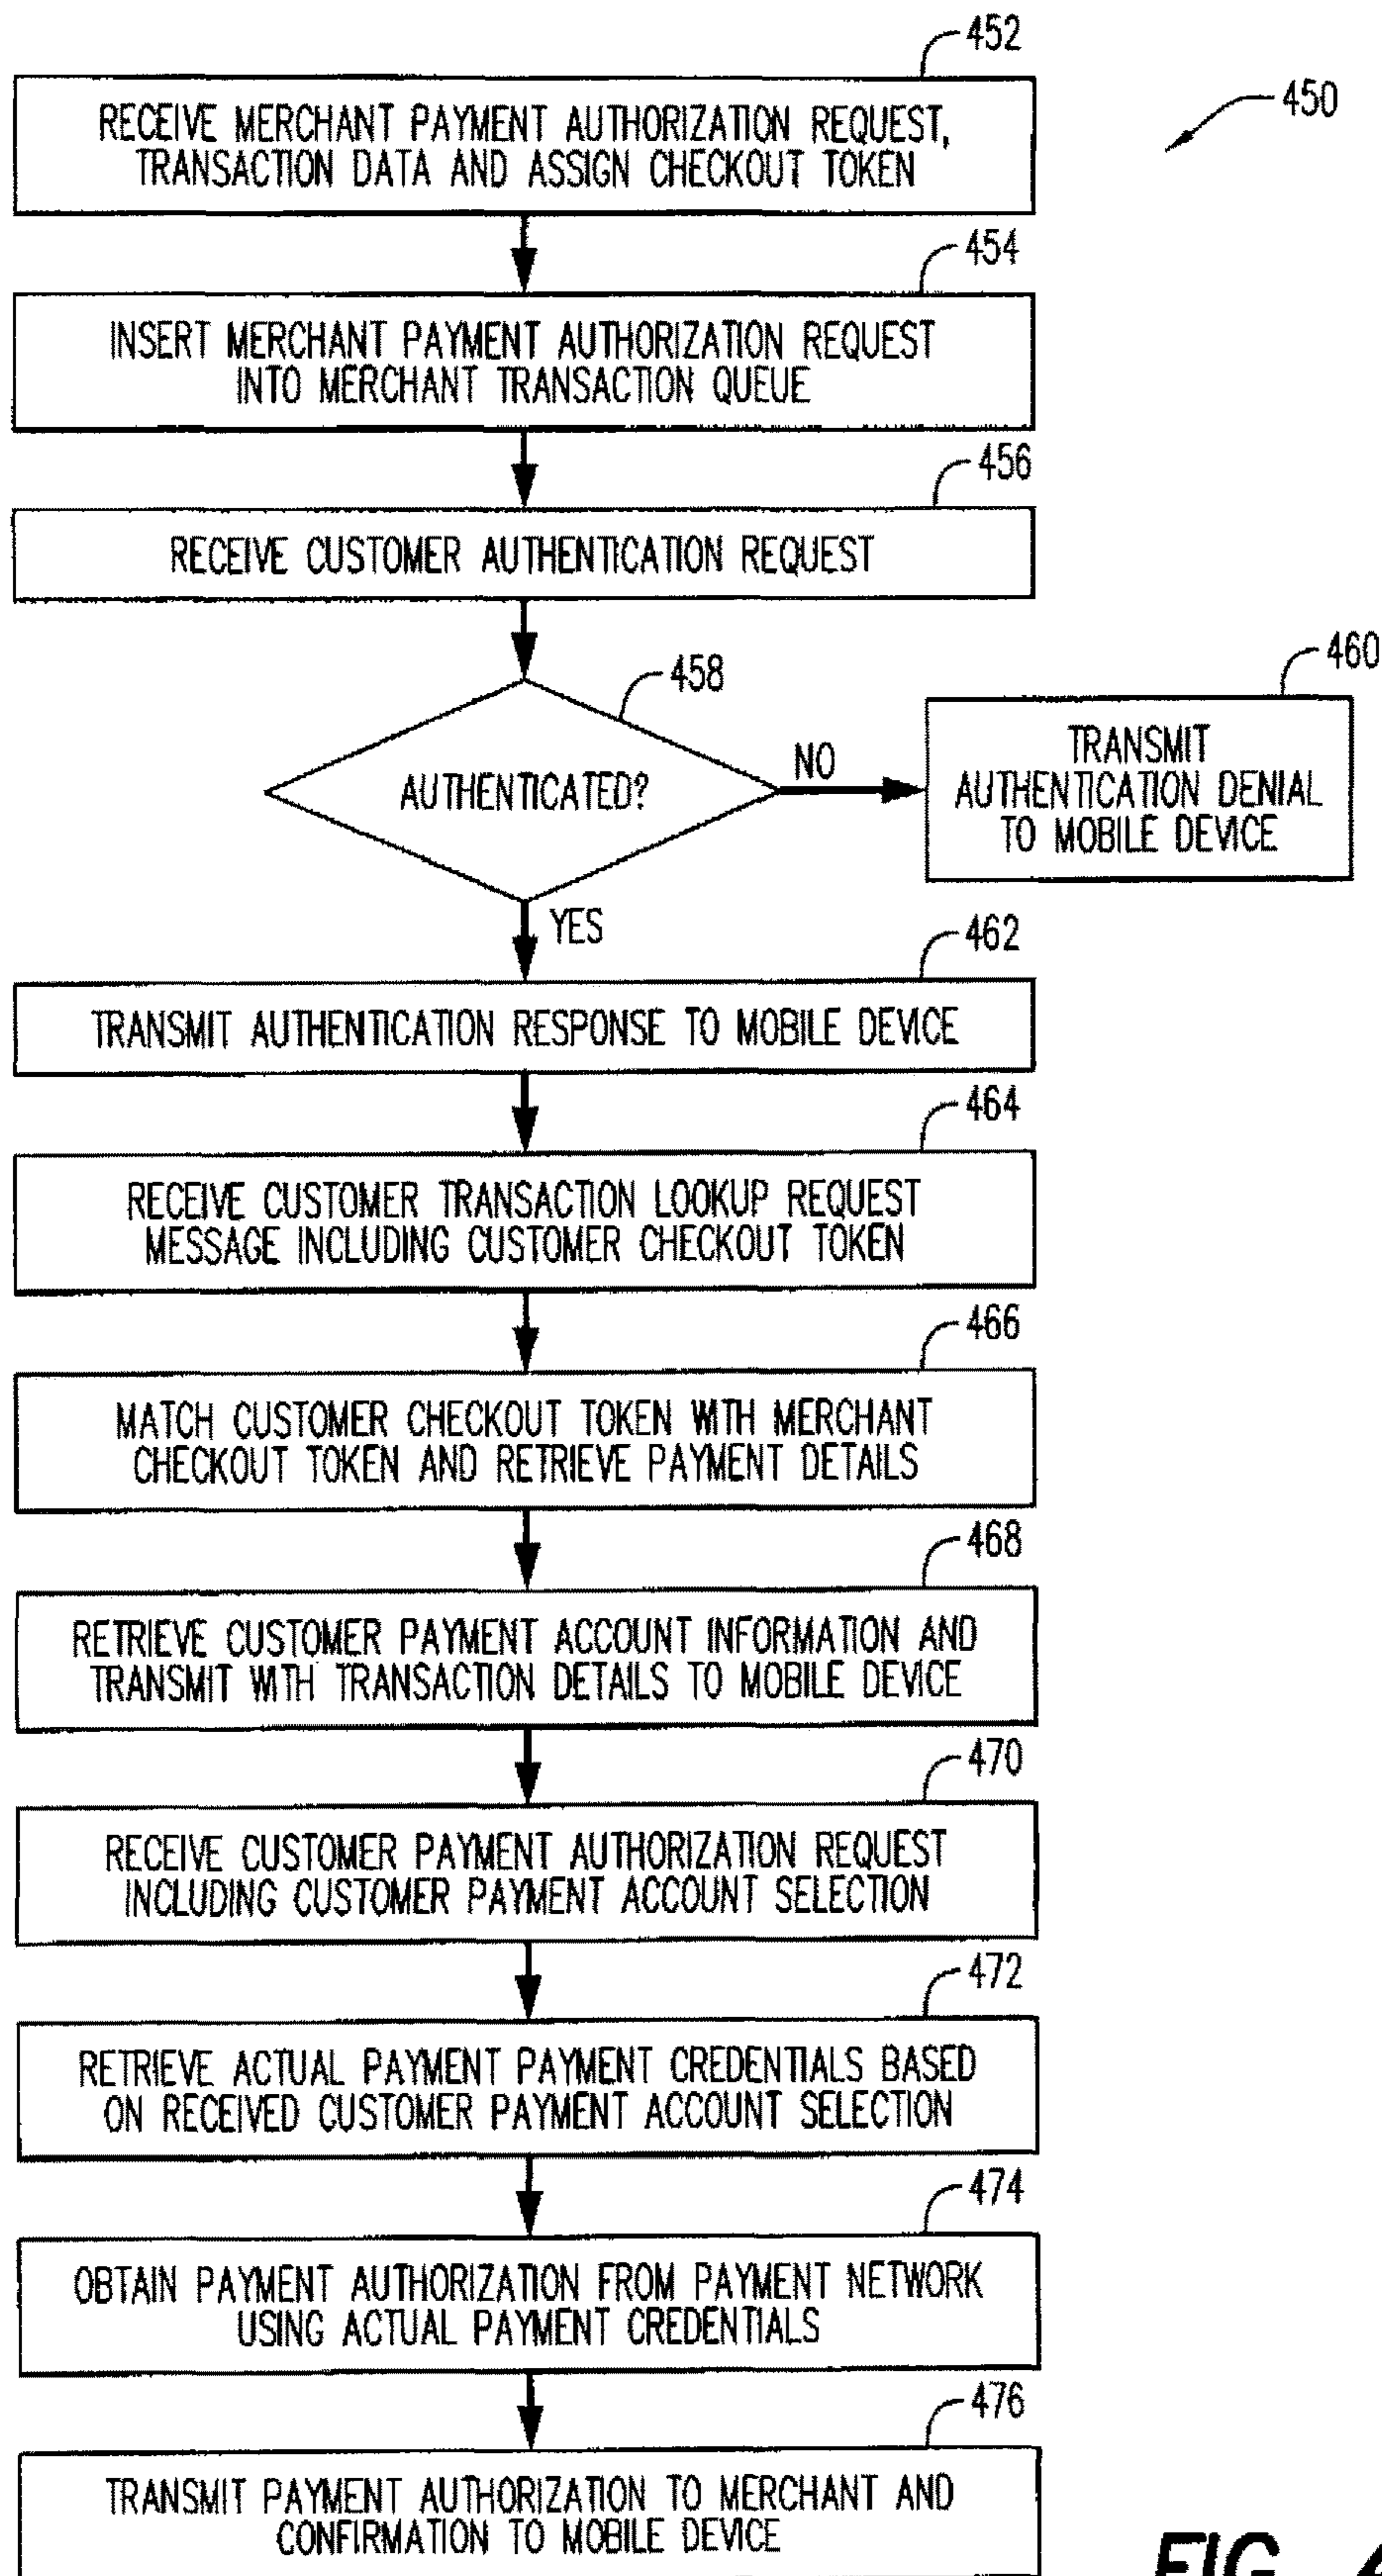 452
450
RECEIVE MERCHANT PAYMENT AUTHORIZATION REQUEST,
TRANSACTION DATA AND ASSIGN CHECKOUT TOKEN
454
INSERT MERCHANT PAYMENT AUTHORIZATION REQUEST
INTO MERCHANT TRANSACTION QUEUE
456
RECEIVE CUSTOMER AUTHENTICATION REQUEST
458
460
AUTHENTICATED?
NO
TRANSMIT
AUTHENTICATION DENIAL
TO MOBILE DEVICE
YES
462
TRANSMIT AUTHENTICATION RESPONSE TO MOBILE DEVICE
464
RECEIVE CUSTOMER TRANSACTION LOOKUP REQUEST
MESSAGE INCLUDING CUSTOMER CHECKOUT TOKEN
466
MATCH CUSTOMER CHECKOUT TOKEN WITH MERCHANT
CHECKOUT TOKEN AND RETRIEVE PAYMENT DETAILS
468
RETRIEVE CUSTOMER PAYMENT ACCOUNT INFORMATION AND
TRANSMIT WITH TRANSACTION DETAILS TO MOBILE DEVICE
470
RECEIVE CUSTOMER PAYMENT AUTHORIZATION REQUEST
INCLUDING CUSTOMER PAYMENT ACCOUNT SELECTION
472
RETRIEVE ACTUAL PAYMENT PAYMENT CREDENTIALS BASED
ON RECEIVED CUSTOMER PAYMENT ACCOUNT SELECTION
474
OBTAIN PAYMENT AUTHORIZATION FROM PAYMENT NETWORK
USING ACTUAL PAYMENT CREDENTIALS
476
TRANSMIT PAYMENT AUTHORIZATION TO MERCHANT AND
CONFIRMATION TO MOBILE DEVICE
FIG.